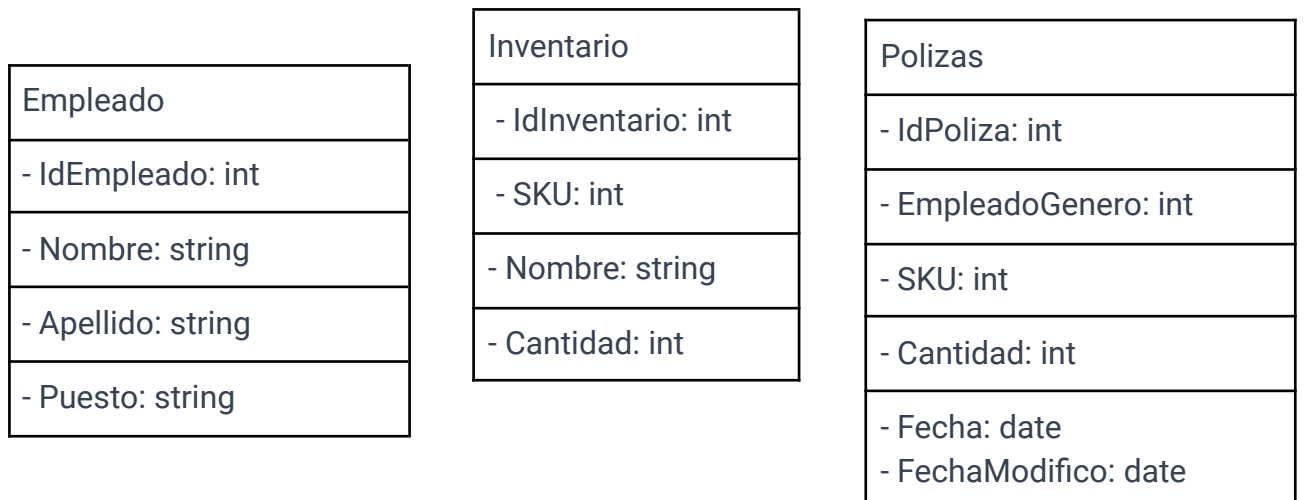 Empleado
- IdEmpleado: int
- Nombre: string
- Apellido: string
- Puesto: string
Inventario
- IdInventario: int
- SKU: int
- Nombre: string
- Cantidad: int
Polizas
- IdPoliza: int
- EmpleadoGenero: int
- SKU: int
- Cantidad: int
- Fecha: date
- FechaModifico: date